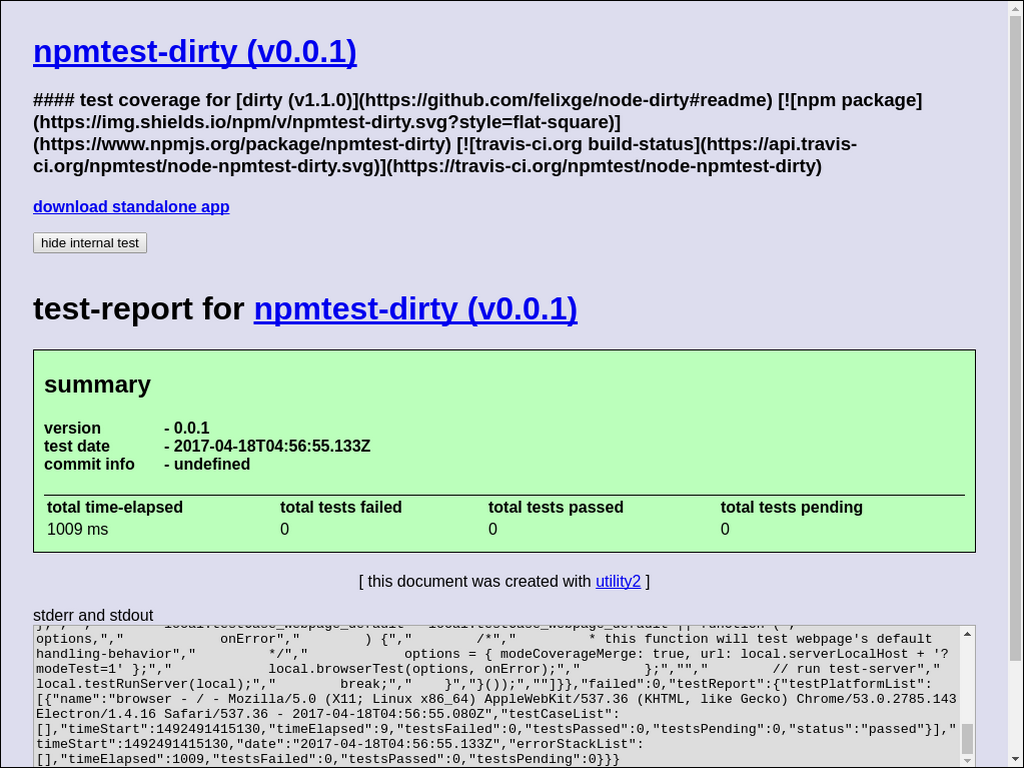 npmtest-dirty (v0.0.1)
#### test coverage for [dirty (v1.1.0)](https://github.com/felixge/node-dirty#readme) [![npm package]
(https://img.shields.io/npm/v/npmtest-dirty.svg?style=flat-square)]
(https://www.npmjs.org/package/npmtest-dirty) [![travis-ci.org build-status](https://api.travis-
ci.org/npmtest/node-npmtest-dirty.svg)](https://travis-ci.org/npmtest/node-npmtest-dirty)
download standalone app
hide internal test
test-report for npmtest-dirty (v0.0.1)
summary
version - 0.0.1
test date - 2017-04-18T04:56:55.133Z
commit info - undefined
total time-elapsed total tests failed total tests passed total tests pending
1009 ms 0 0 0
[ this document was created with utility2 ]
stderr and stdout
options,"," onError"," ) {"," /*"," * this function will test webpage's default
handling-behavior"," */"," options = { modeCoverageMerge: true, url: local.serverLocalHost + '?
modeTest=1' };"," local.browserTest(options, onError);"," };",""," // run test-server","
local.testRunServer(local);"," break;"," }","}());",""]}},"failed":0,"testReport":{"testPlatformList":
[{"name":"browser - / - Mozilla/5.0 (X11; Linux x86_64) AppleWebKit/537.36 (KHTML, like Gecko) Chrome/53.0.2785.143
Electron/1.4.16 Safari/537.36 - 2017-04-18T04:56:55.080Z","testCaseList":
[],"timeStart":1492491415130,"timeElapsed":9,"testsFailed":0,"testsPassed":0,"testsPending":0,"status":"passed"}],"
timeStart":1492491415130,"date":"2017-04-18T04:56:55.133Z","errorStackList":
[],"timeElapsed":1009,"testsFailed":0,"testsPassed":0,"testsPending":0}}}